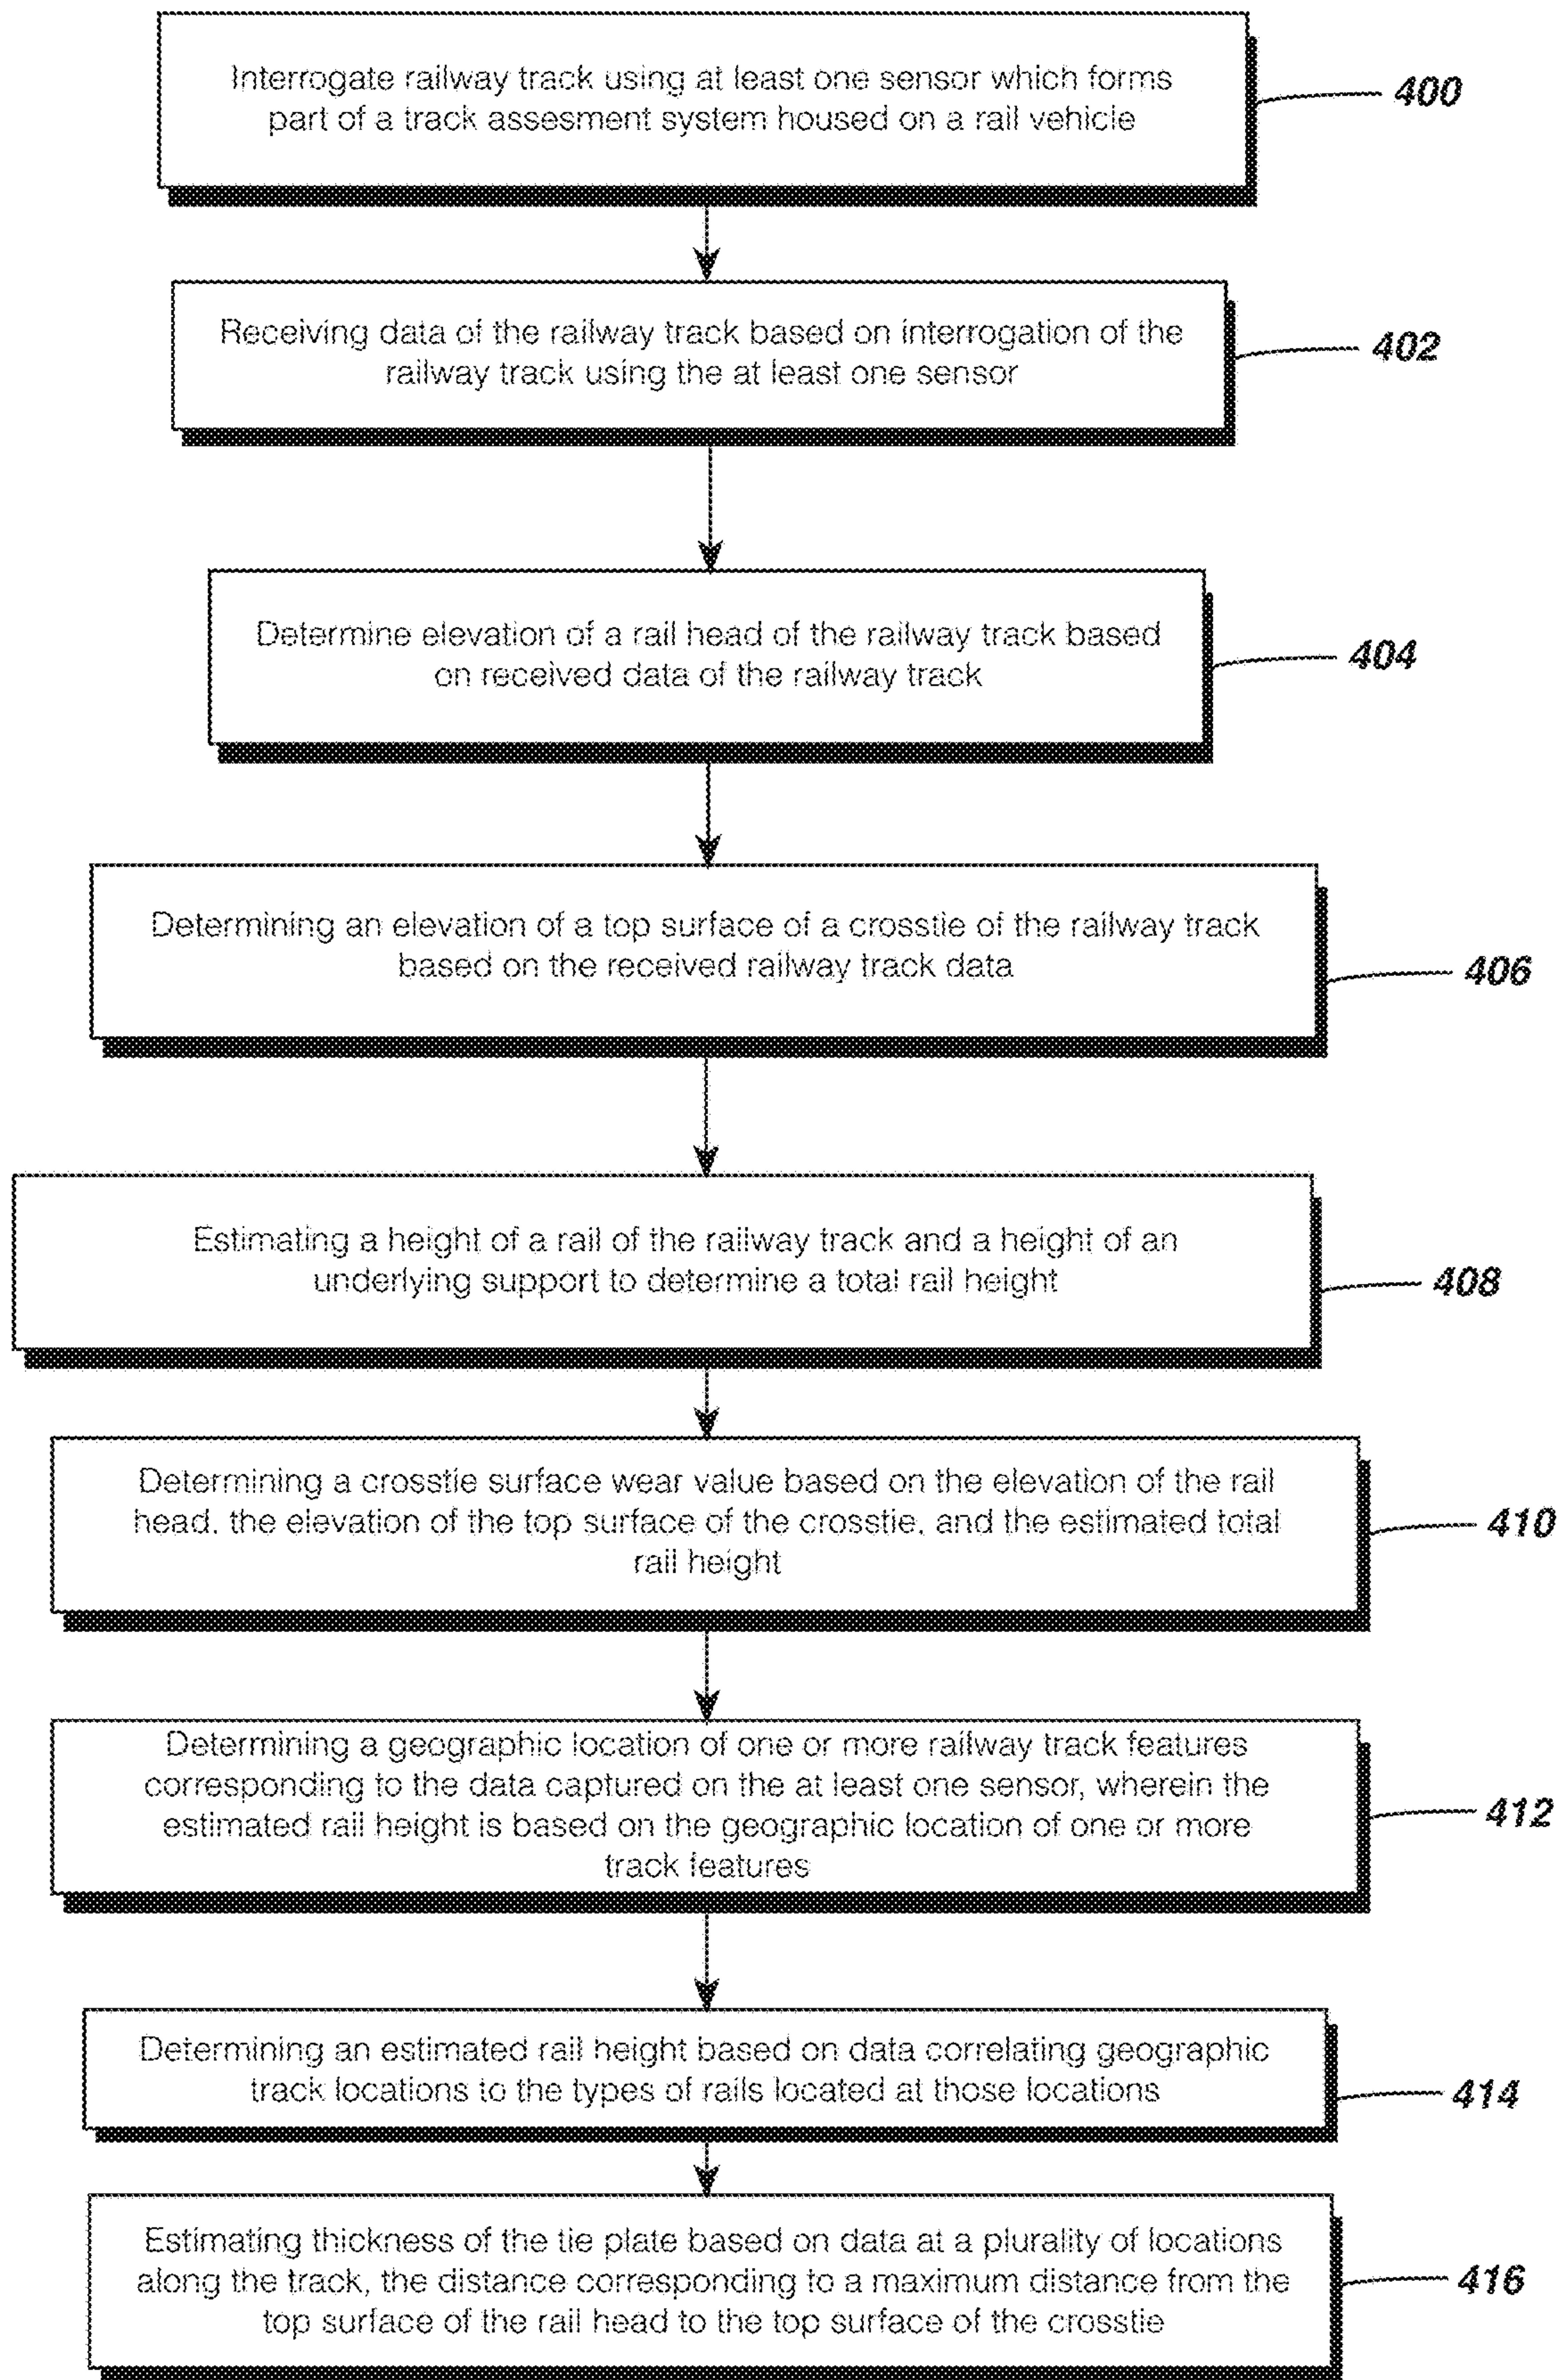 Interrogate railway track using at least one sensor which forms
part of a track assesment system housed on a rail vehicle
400
Receiving data of the railway track based on interrogation of the
railway track using the at least one sensor
402
Determine elevation of a rail head of the railway track based
on received data of the railway track
404
Determining an elevation of a top surface of a crosstie of the railway track
based on the received railway track data
406
Estimating a height of a rail of the railway track and a height of an
underlying support to determine a total rail height
408
Determining a crosstie surface wear value based on the elevation of the rail
head, the elevation of the top surface of the crosstie, and the estimated total
rail height
410
Determining a geographic location of one or more railway track features
corresponding to the data captured on the at least one sensor, wherein the
estimated rail height is based on the geographic location of one or more
track features
412
Determining an estimated rail height based on data correlating geographic
track locations to the types of rails located at those locations
414
Estimating thickness of the tie plate based on data at a plurality of locations
along the track, the distance corresponding to a maximum distance from the
top surface of the rail head to the top surface of the crosstie
416